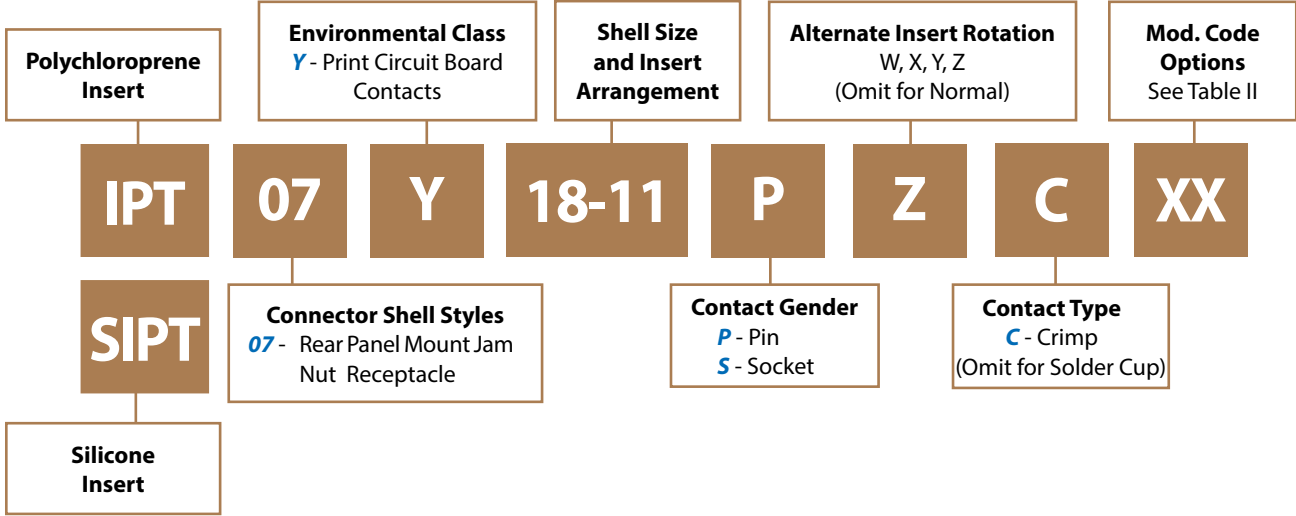 Polychloroprene
Insert
Environmental Class
Y - Print Circuit Board
Contacts
Shell Size
and Insert
Arrangement
Alternate Insert Rotation
W, X, Y, Z
(Omit for Normal)
Mod. Code
Options
See Table II
IPT
07
Y
18-11
P
Z
C
XX
SIPT
Connector Shell Styles
07 - Rear Panel Mount Jam
Nut Receptacle
Contact Gender
P - Pin
S - Socket
Contact Type
C - Crimp
(Omit for Solder Cup)
Silicone
Insert